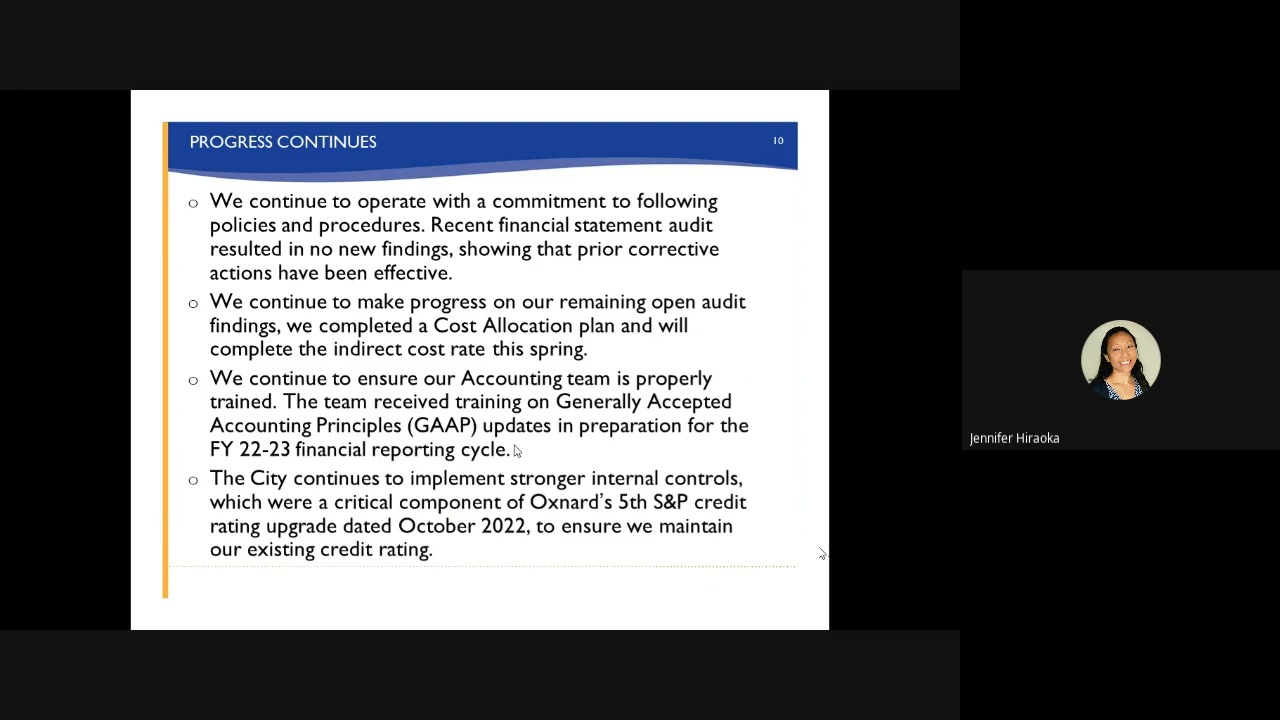 PROGRESS CONTINUES
10
o We continue to operate with a commitment to following
policies and procedures. Recent financial statement audit
resulted in no new findings, showing that prior corrective
actions have been effective.
o We continue to make progress on our remaining open audit
findings, we completed a Cost Allocation plan and will
complete the indirect cost rate this spring.
o We continue to ensure our Accounting team is properly
trained. The team received training on Generally Accepted
Accounting Principles (GAAP) updates in preparation for the
FY 22-23 financial reporting cycle.
o The City continues to implement stronger internal controls,
which were a critical component of Oxnard's 5th S&P credit
rating upgrade dated October 2022, to ensure we maintain
our existing credit rating.
Jennifer Hiraoka